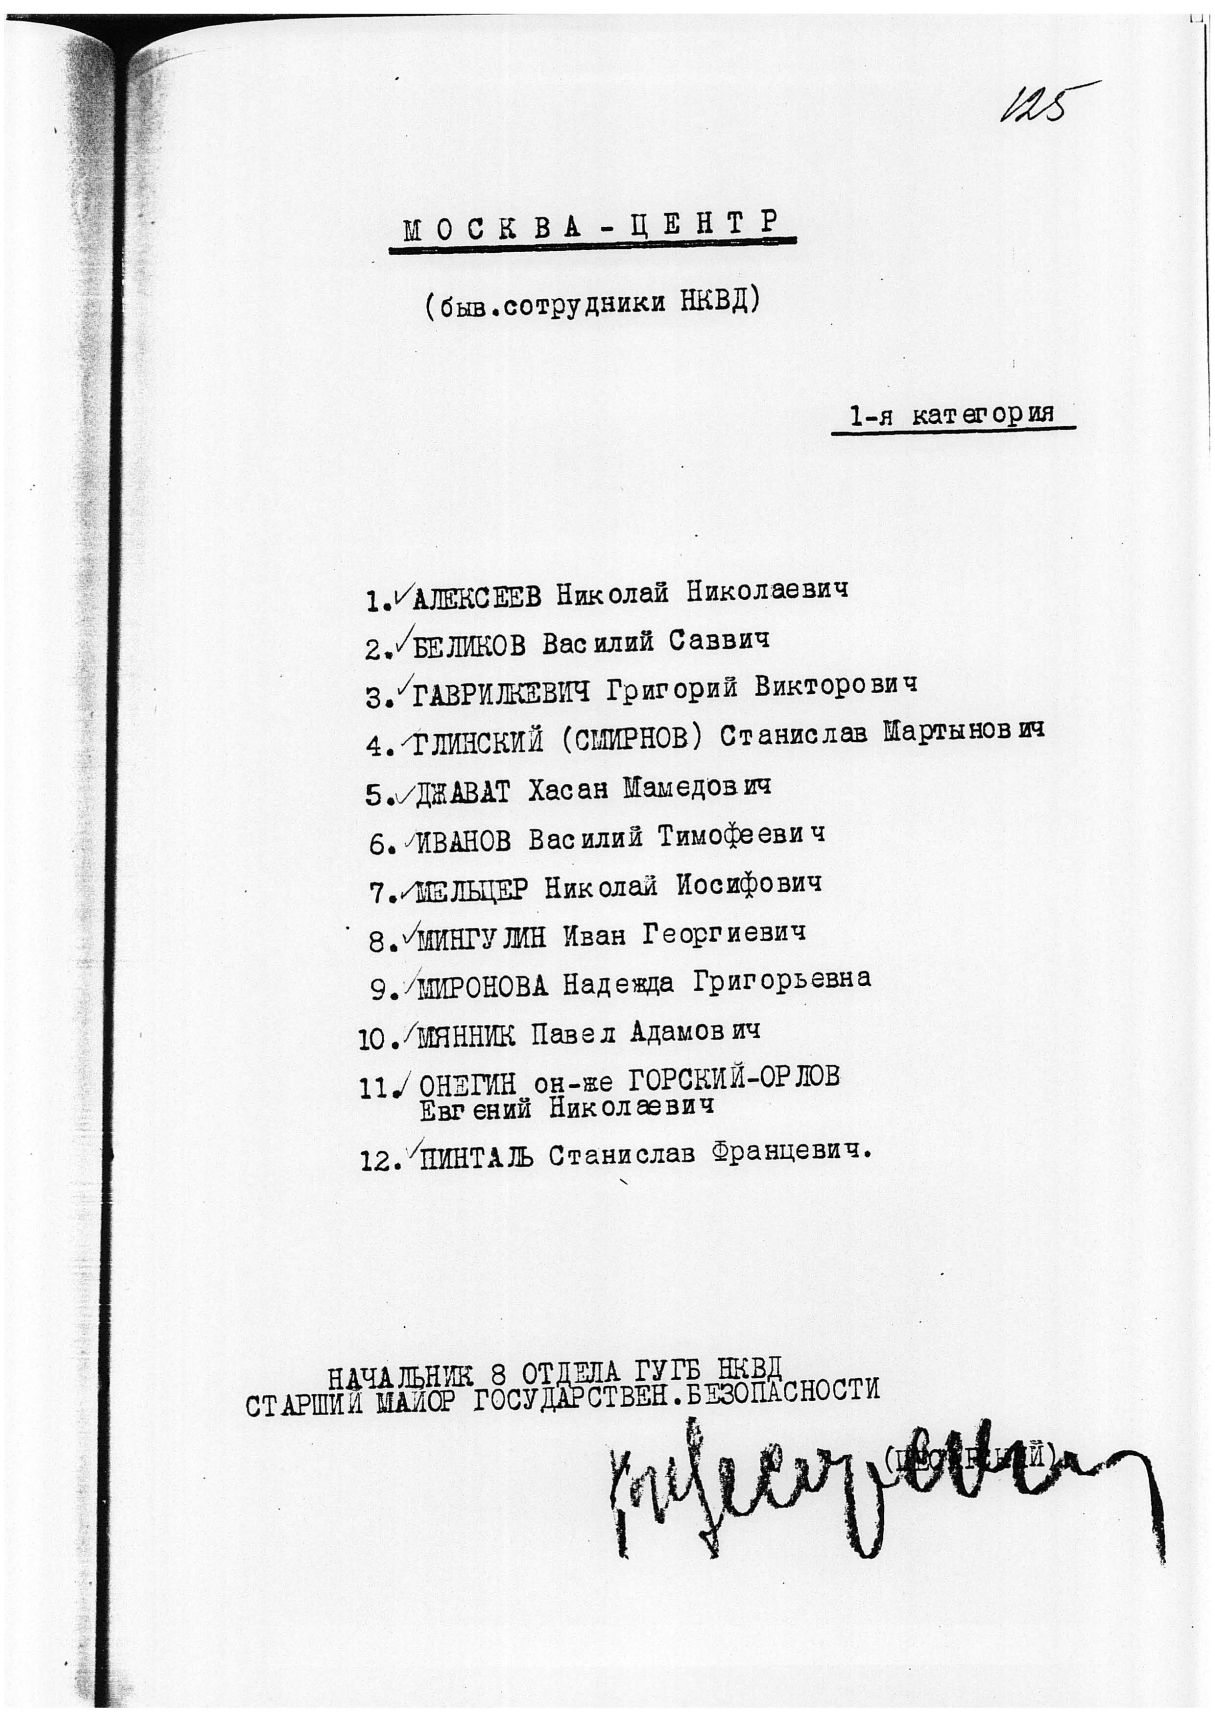 125
МОСКВА-ЦЕНТР
(быв.сотрудники НКВД)
1-я категория
1. АЛЕКСЕЕВ Николай Николаевич
2. БЕЛИКОВ Василий Саввич
3. ГАВРИЛКЕВИЧ Григорий Викторович
4. ГЛИНСКИЙ (СМИРНОВ) Станислав Мартынович
5. ДЖАВАТ Хасан Мамедович
6. ИВАНОВ Василий Тимофеевич
7. МЕЛЬЦЕР Николай Иосифович
8. МИНГУЛИН Иван Георгиевич
9. МИРОНОВА Надежда Григорьевна
10. МЯННИК Павел Адамович
11. ОНЕГИН он-же ГОРСКИЙ-ОРЛОВ
Евгений Николаевич
12. ПИНТАЛЬ Станислав Францевич.
НАЧАЛЬНИК 8 ОТДЕЛА ГУГБ НКВД
СТАРШИЙ МАЙОР ГОСУДАРСТВЕН.БЕЗОПАСНОСТИ